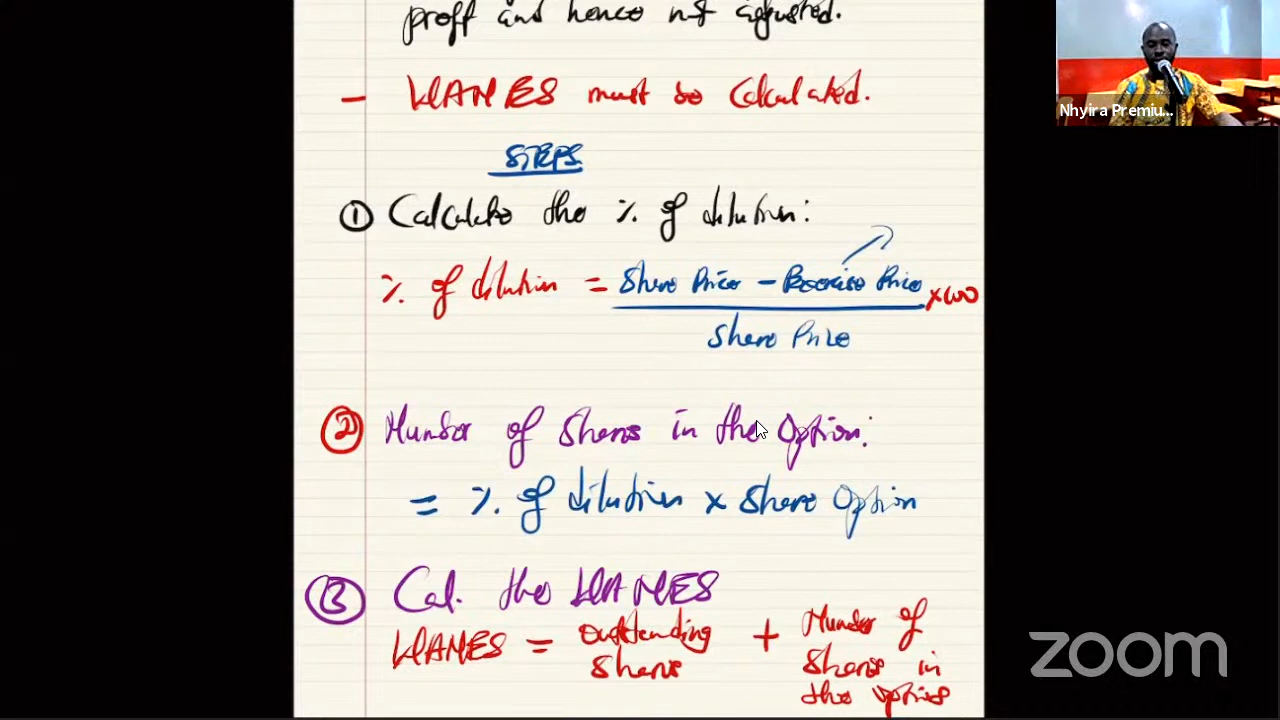 profit and hence not adjusted.
Nhyira Premiu...
- WANES must be Calculated.
STEPS
① Calculate the % of dilution:
% of dilution = Share Price - Exercise Price x100
Share Price
② Number of Shares in the Option:
= % of dilution x Share Option
③ Cal. the WANES
WANES = Outstanding + Number of
Shares Shares in
the options
zoom